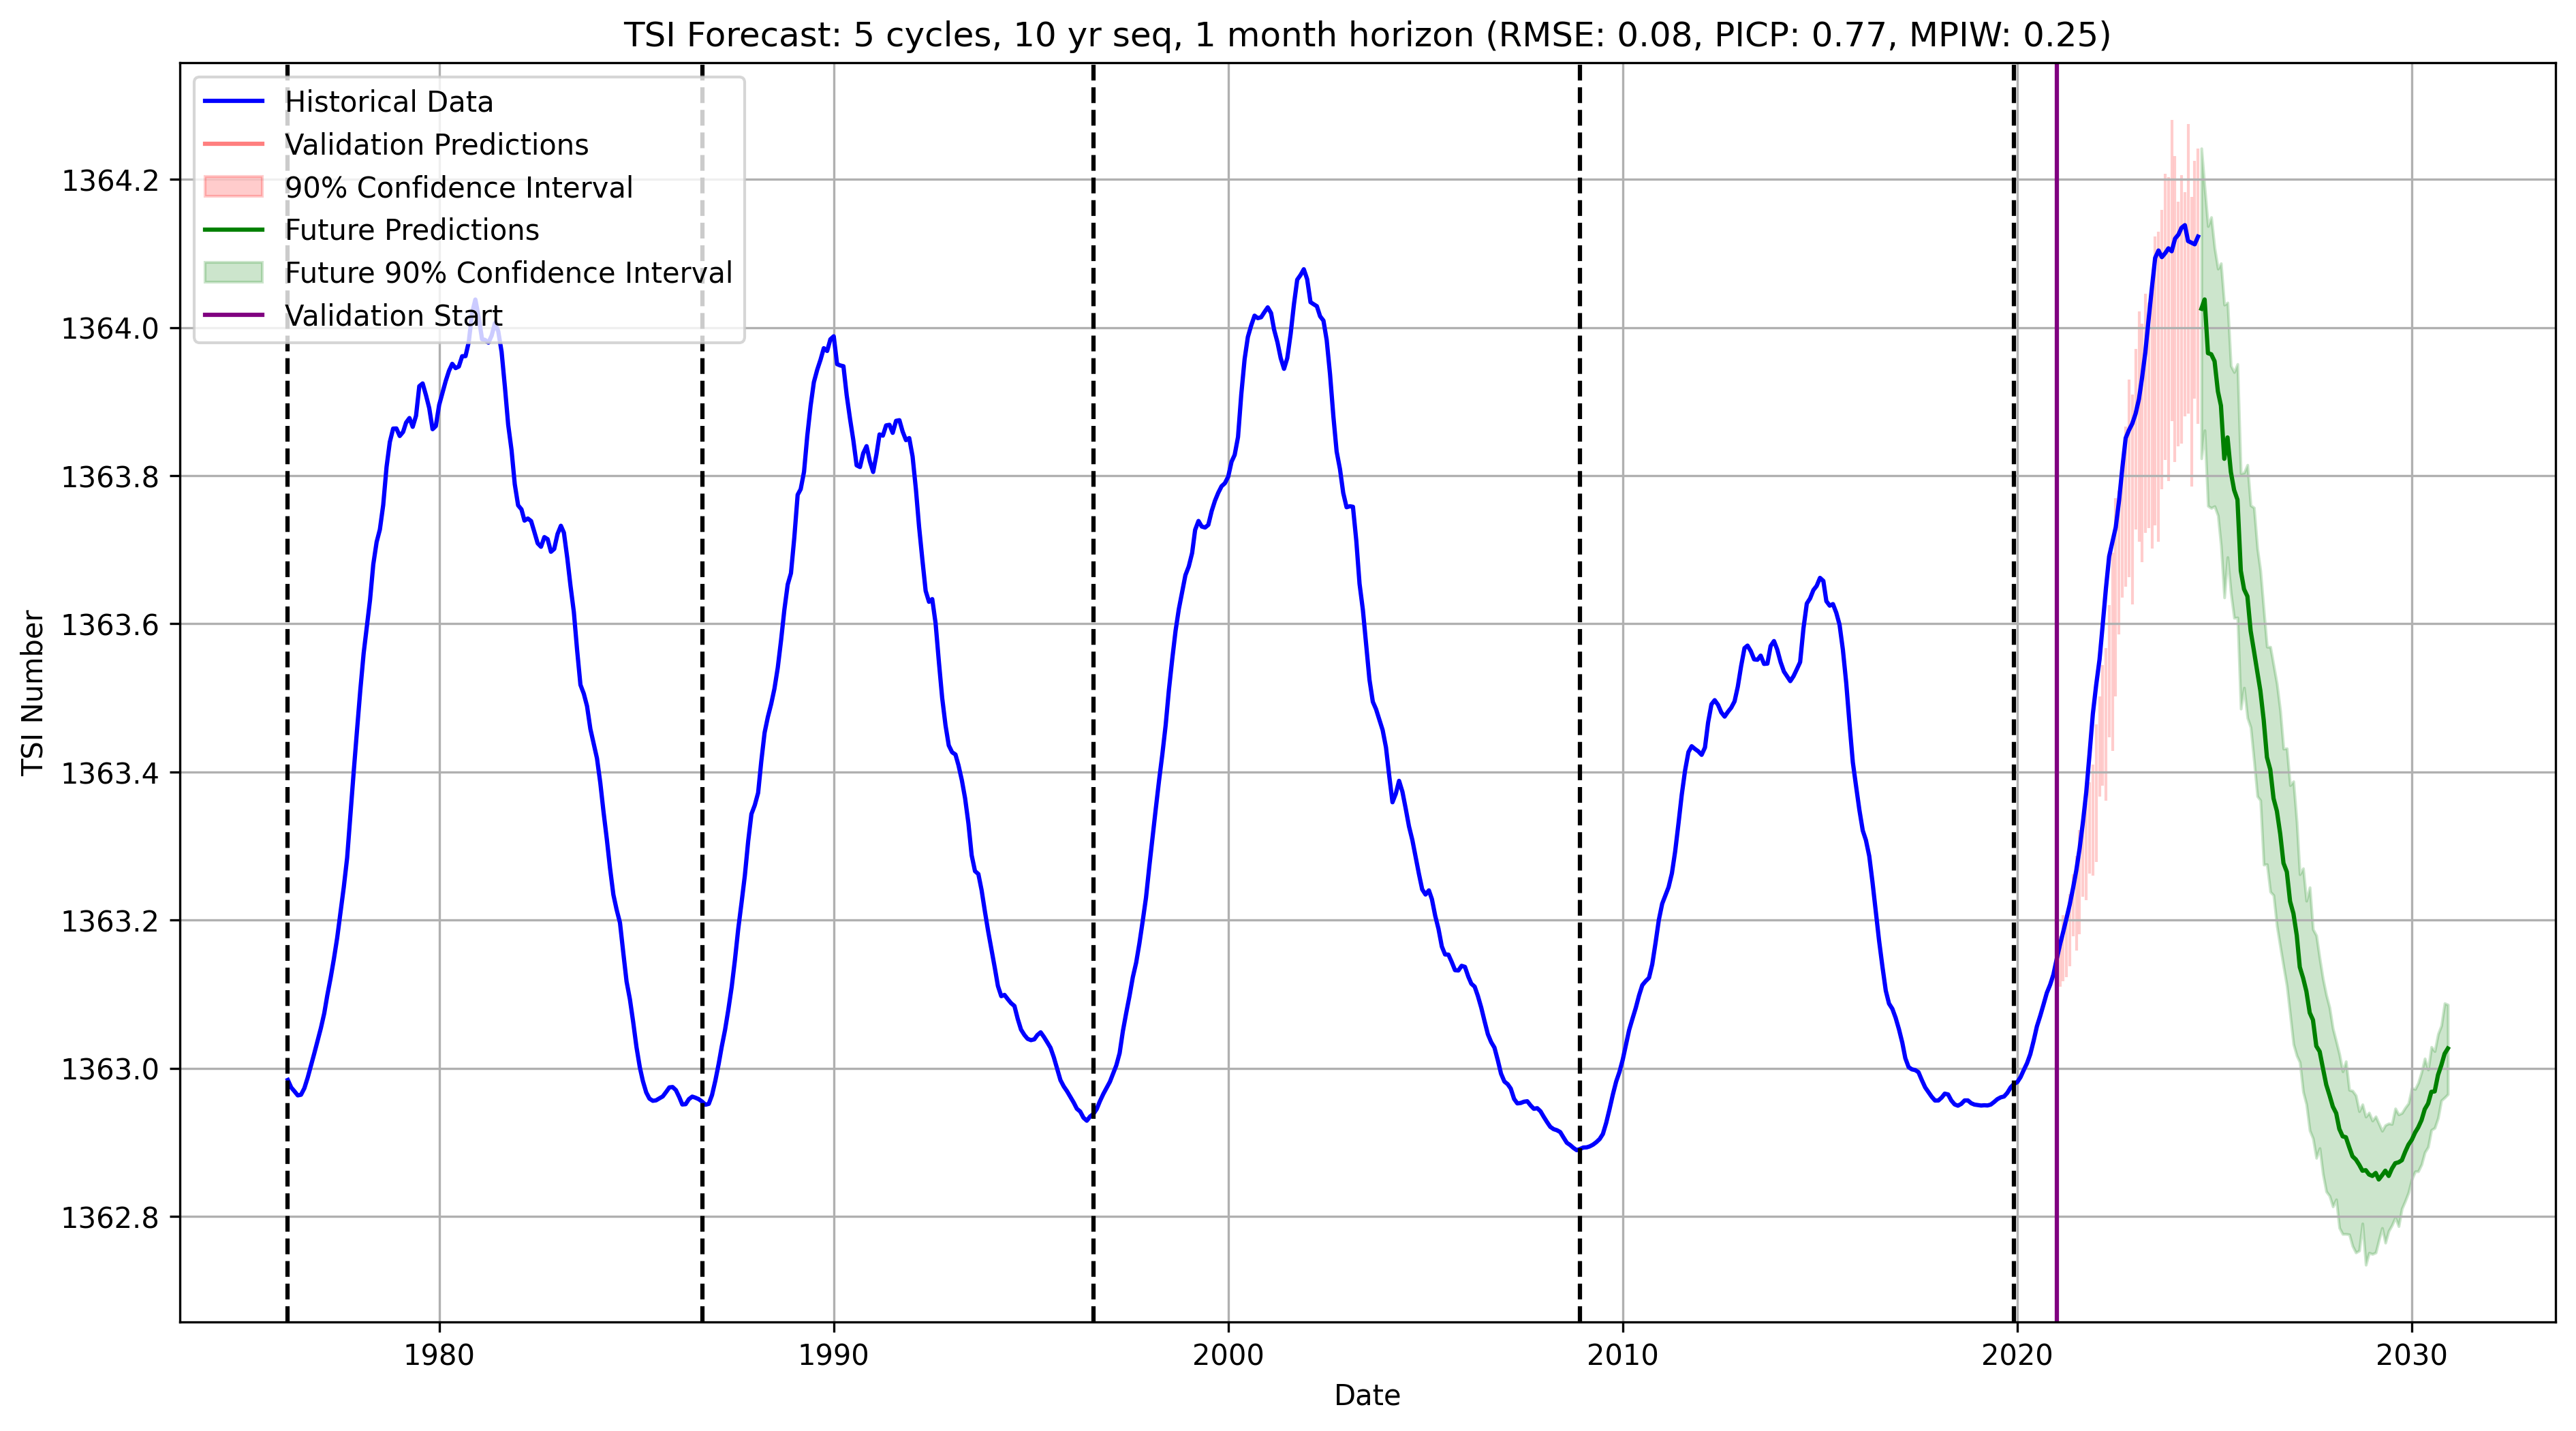 TSI Forecast: 5 cycles, 10 yr seq, 1 month horizon (RMSE: 0.08, PICP: 0.77, MPIW: 0.25)
Historical Data
Validation Predictions
90% Confidence Interval
Future Predictions
Future 90% Confidence Interval
Validation Start
TSI Number
1364.2
1364.0
1363.8
1363.6
1363.4
1363.2
1363.0
1362.8
1980 1990 2000 2010 2020 2030
Date